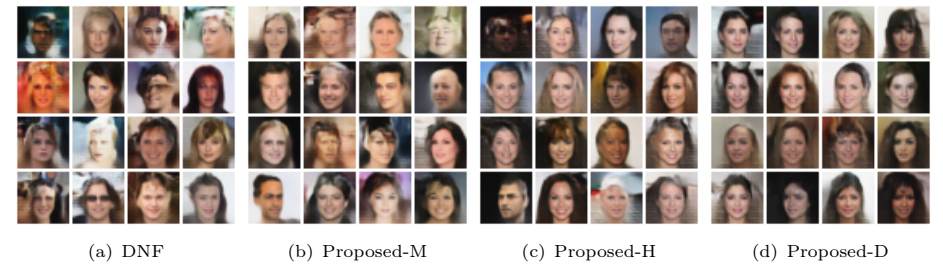 (a) DNF
(b) Proposed-M
(c) Proposed-H
(d) Proposed-D